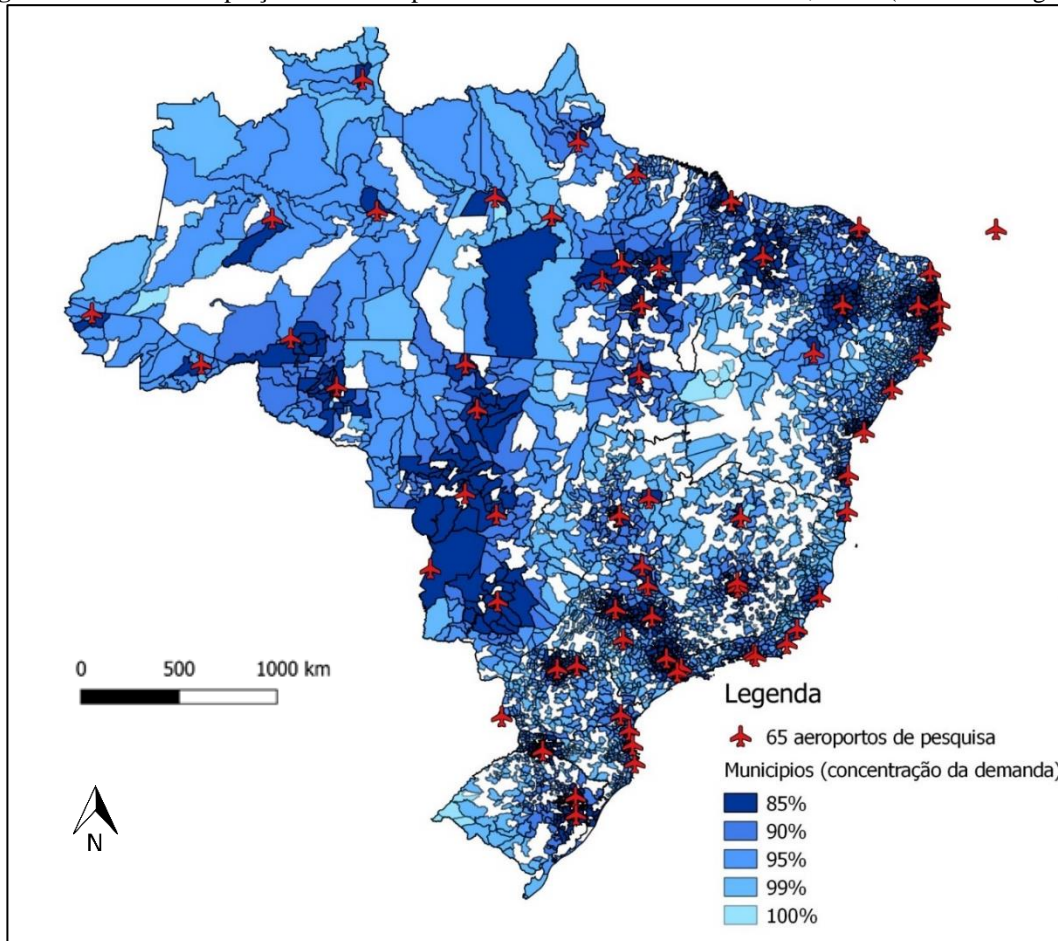 0 500 1000 km
N
Legenda
65 aeroportos de pesquisa
Municipios (concentração da demanda)
85%
90%
95%
99%
100%